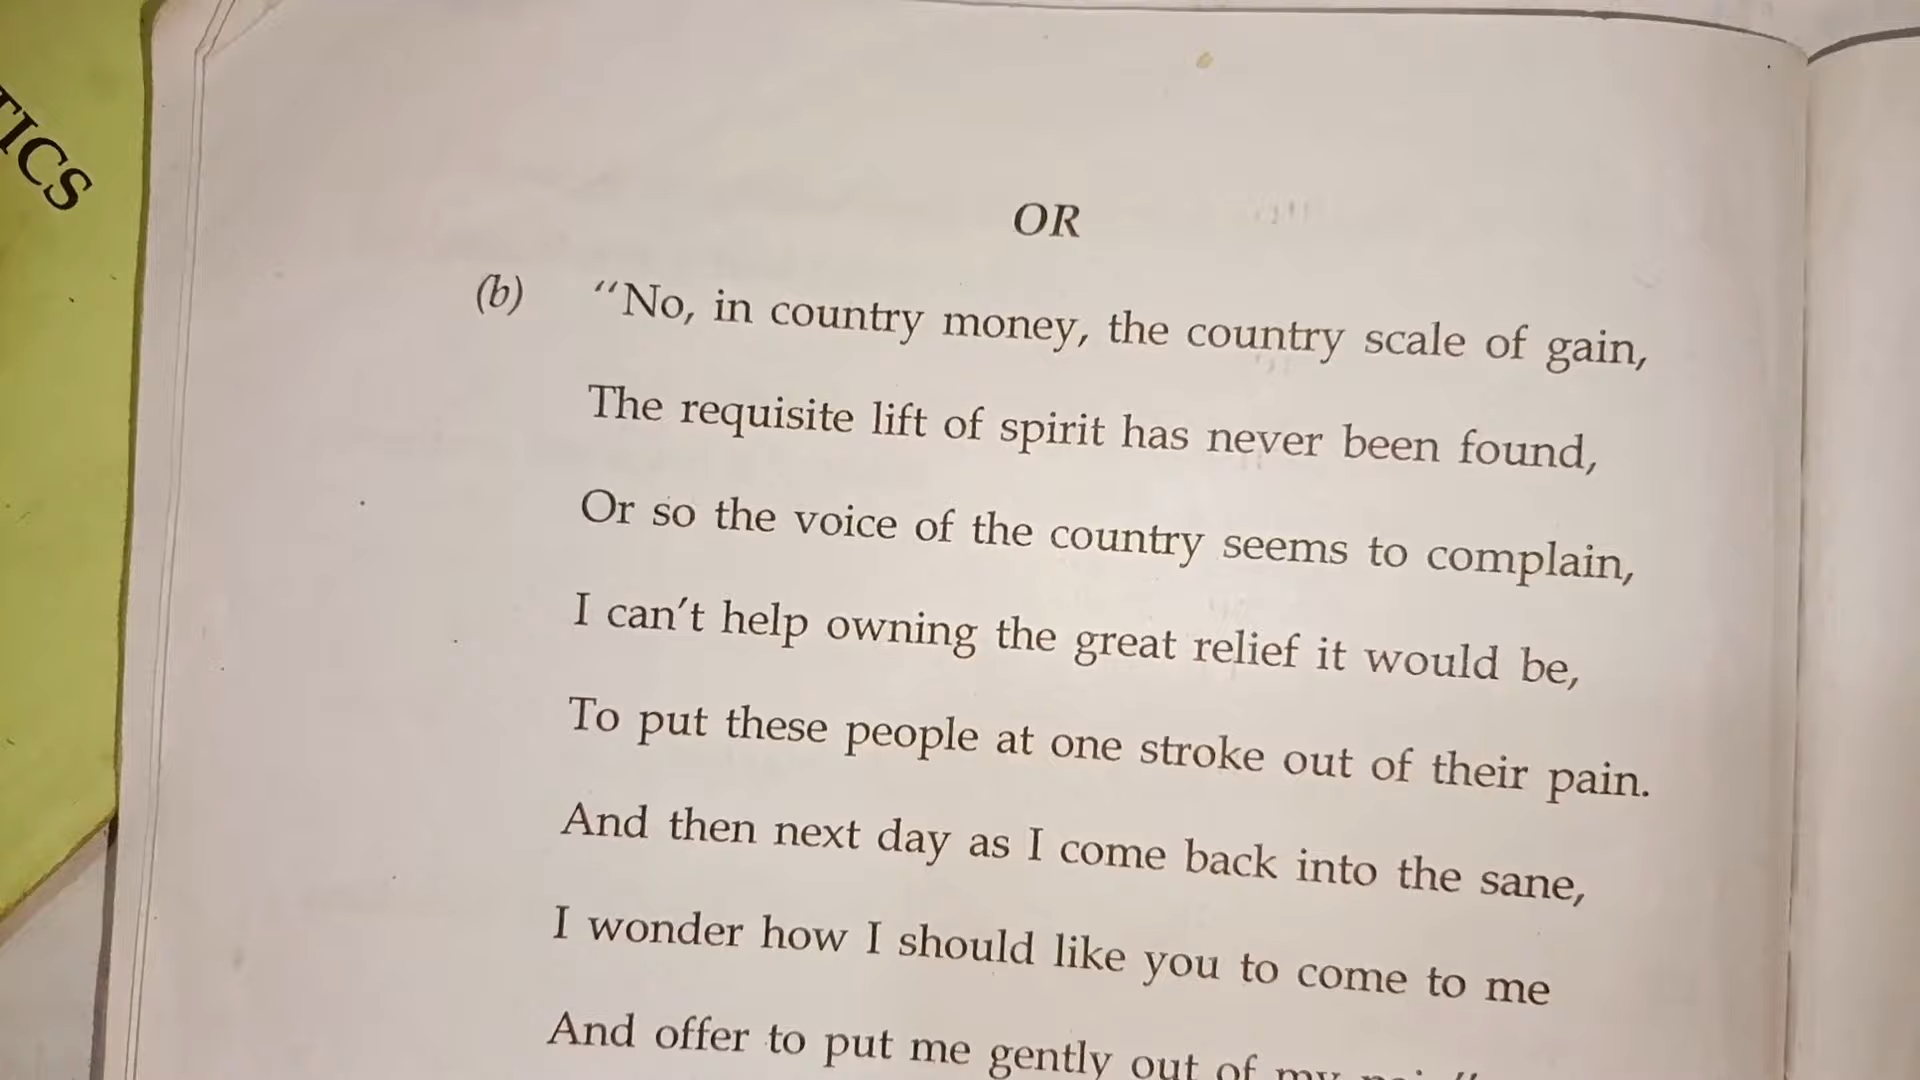 TICS
OR
(b) “No, in country money, the country scale of gain,
The requisite lift of spirit has never been found,
Or so the voice of the country seems to complain,
I can’t help owning the great relief it would be,
To put these people at one stroke out of their pain.
And then next day as I come back into the sane,
I wonder how I should like you to come to me
And offer to put me gently out of my